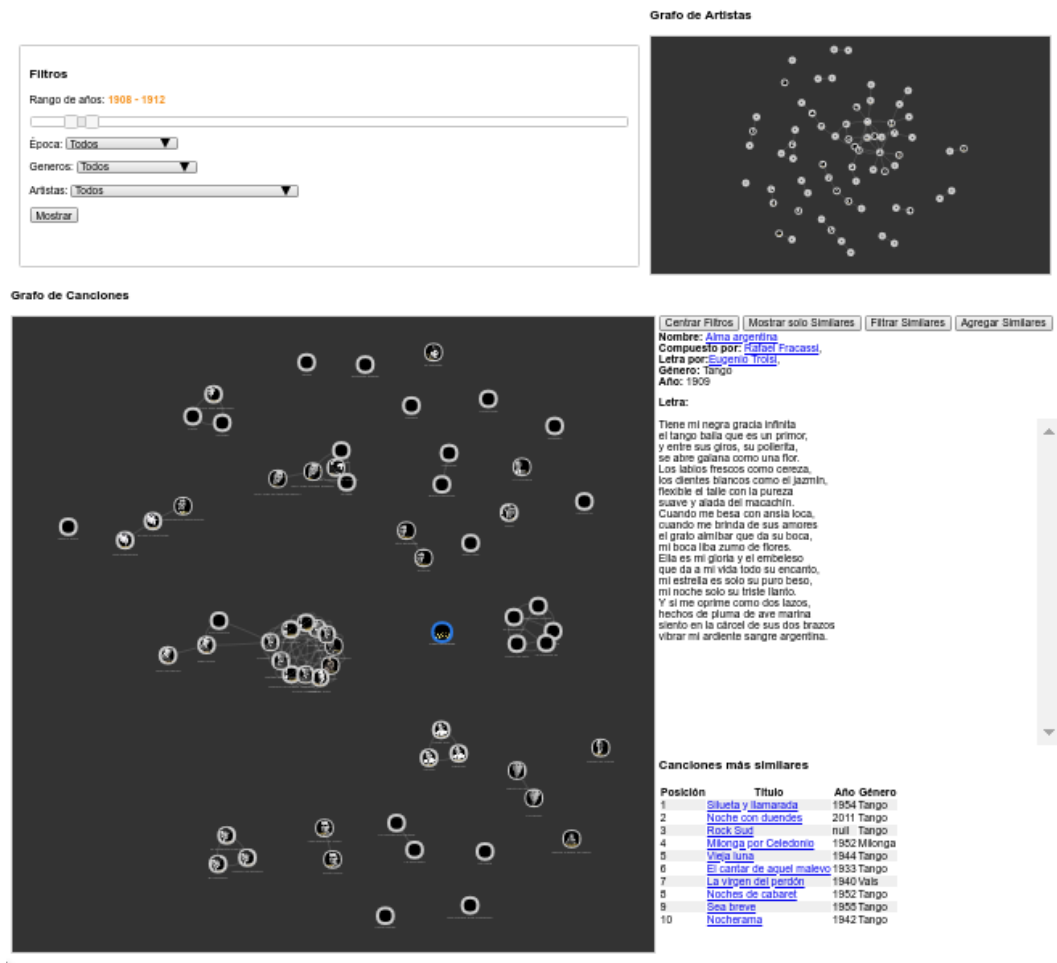 Grafo de Artistas
Filtros
Rango de años: 1908 - 1912
Época: Todos
Generos: Todos
Artistas: Todos
Mostrar
Grafo de Canciones
Centrar Filtros
Mostrar solo Similares
Filtrar Similares
Agregar Similares
Nombre: Alma argentina
Compuesto por: Rafael Fracassi,
Letra por:Eugenio Troisi,
Género: Tango
Año: 1909
Letra:
Tiene mi negra gracia infinita
el tango baila que es un primor,
y entre sus giros, su pollerita,
se abre galana como una flor.
Los labios frescos como cereza,
los dientes blancos como el jazmín,
flexible el talle con la pureza
suave y alada del macachín.
Cuando me besa con ansia loca,
cuando me brinda de sus amores
el grato almíbar que da su boca,
mi boca liba zumo de flores.
Ella es mi gloria y el embeleso
que da a mi vida todo su encanto,
mi estrella es solo su puro beso,
mi noche solo su triste llanto.
Y si me oprime como dos lazos,
hechos de pluma de ave marina
siento en la cárcel de sus dos brazos
vibrar mi ardiente sangre argentina.
Canciones más similares
Posición Título Año Género
1 Silueta y llamarada 1954 Tango
2 Noche con duendes 2011 Tango
3 Rock Sud null Tango
4 Milonga por Celedonio 1952 Milonga
5 Vieja luna 1944 Tango
6 El cantar de aquel malevo 1933 Tango
7 La virgen del perdón 1940 Vals
8 Noches de cabaret 1952 Tango
9 Sea breve 1955 Tango
10 Nocherama 1942 Tango